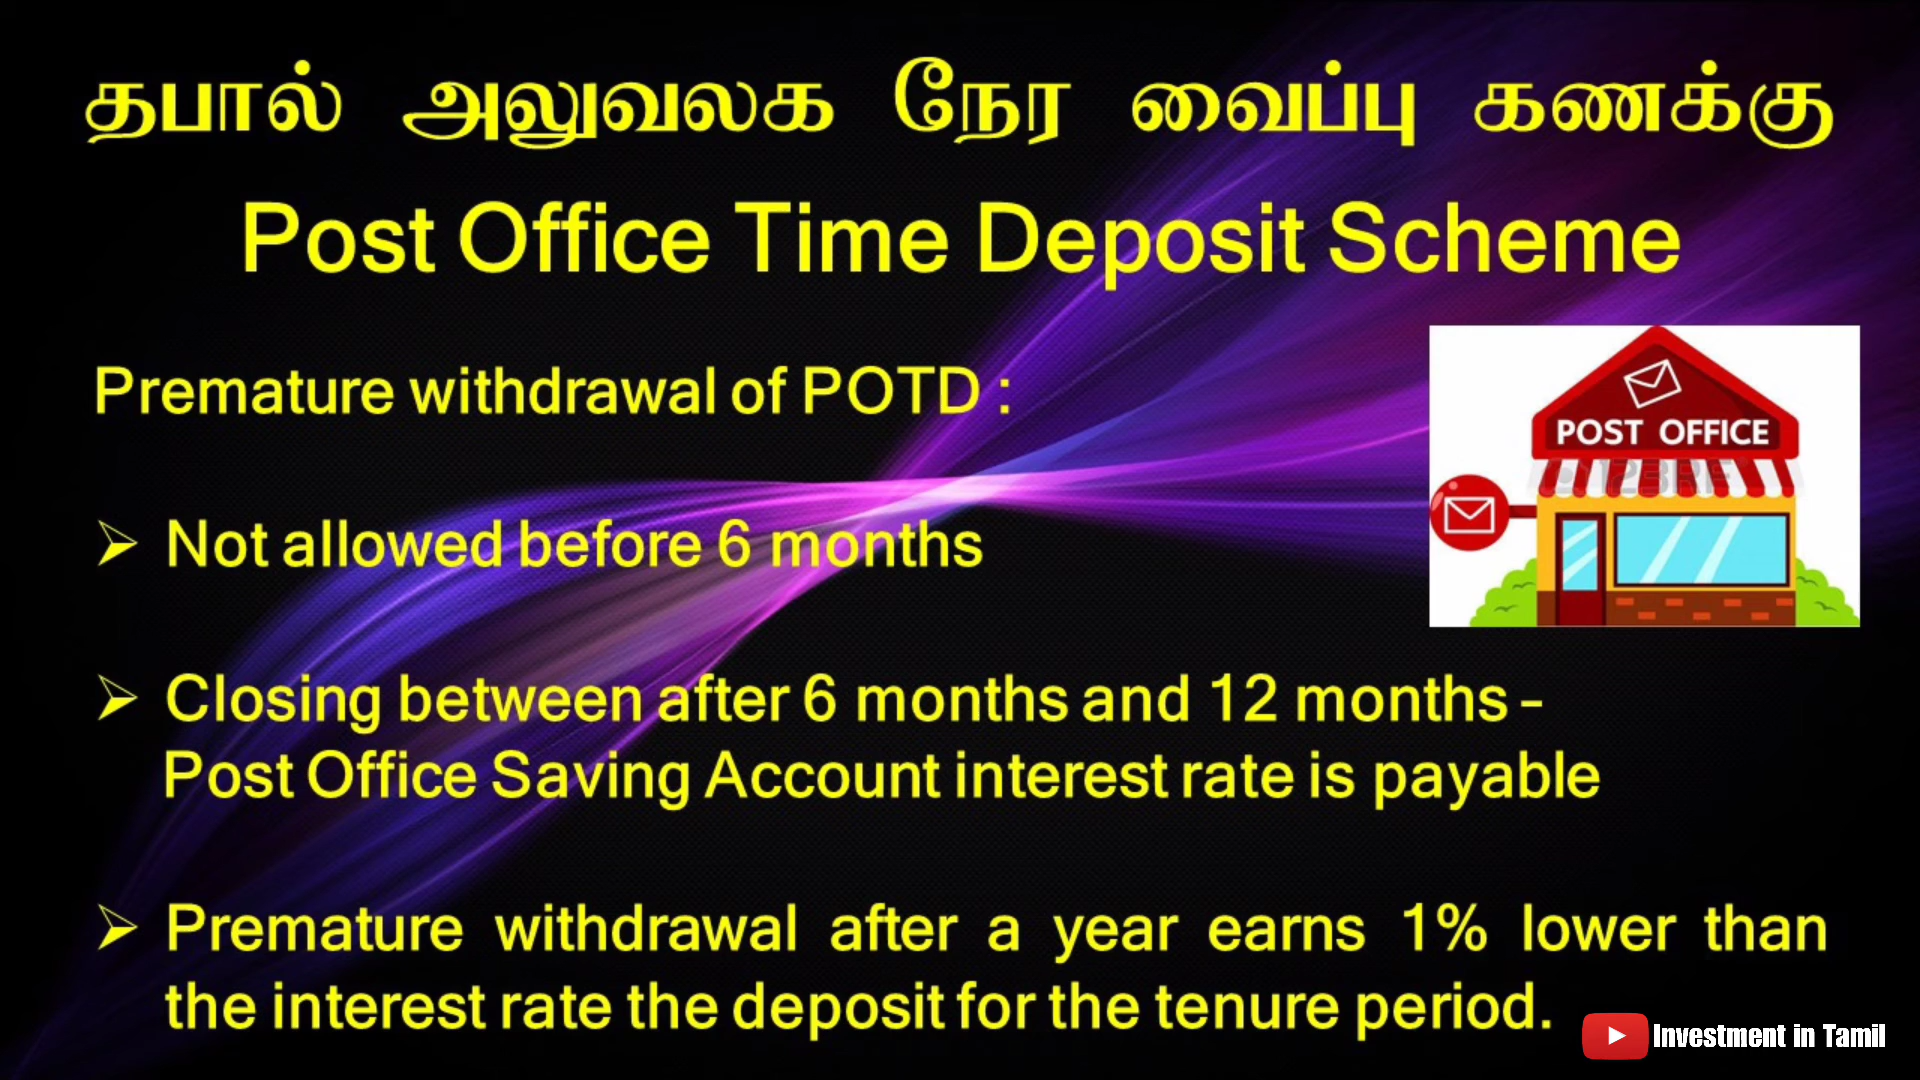 தபால் அலுவலக நேர வைப்பு கணக்கு
Post Office Time Deposit Scheme
Premature withdrawal of POTD :
POST OFFICE
➢ Not allowed before 6 months
➢ Closing between after 6 months and 12 months –
Post Office Saving Account interest rate is payable
➢ Premature withdrawal after a year earns 1% lower than
the interest rate the deposit for the tenure period.
Investment in Tamil